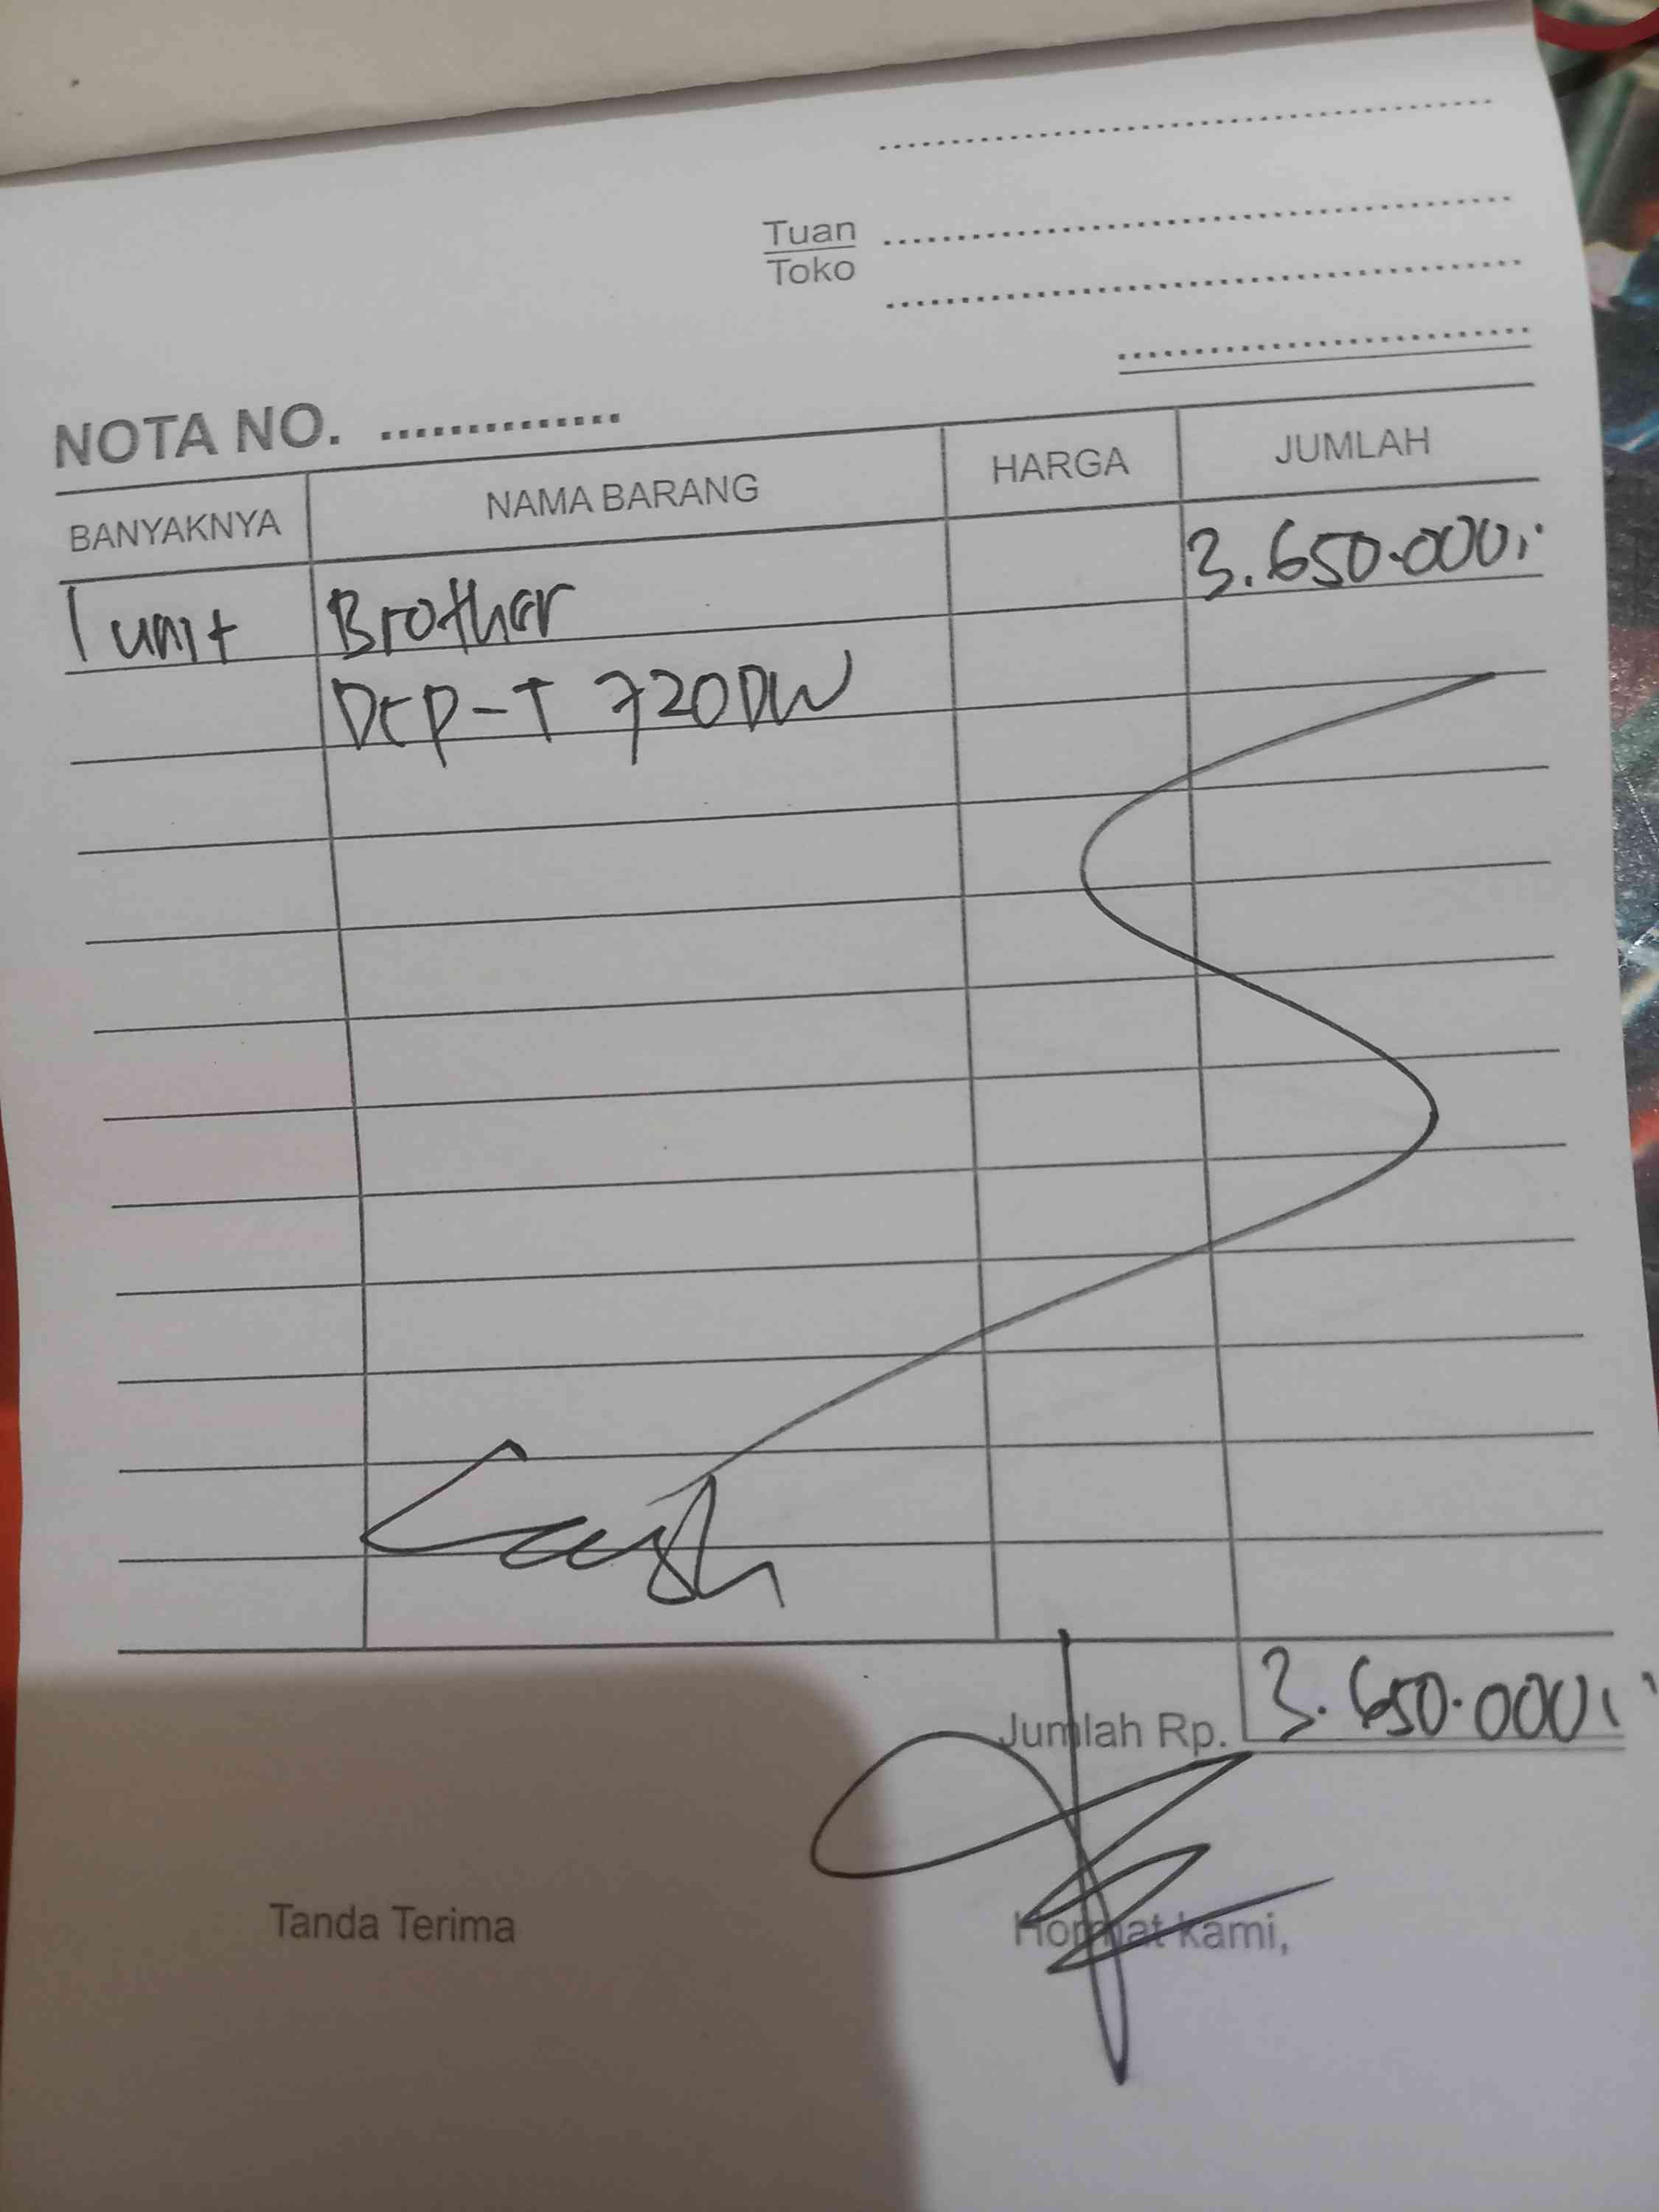 Tuan
Toko
NOTA NO. ..............
BANYAKNYA NAMA BARANG HARGA JUMLAH
1 unit Brother 3.650.000,-
DCP-T 720DW
Cash
Jumlah Rp. 3.650.000,-
Tanda Terima Hormat kami,